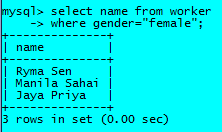 mysql> select name from worker
    -> where gender="female";
+--------------+
| name         |
+--------------+
| Ryma Sen     |
| Manila Sahai |
| Jaya Priya   |
+--------------+
3 rows in set (0.00 sec)